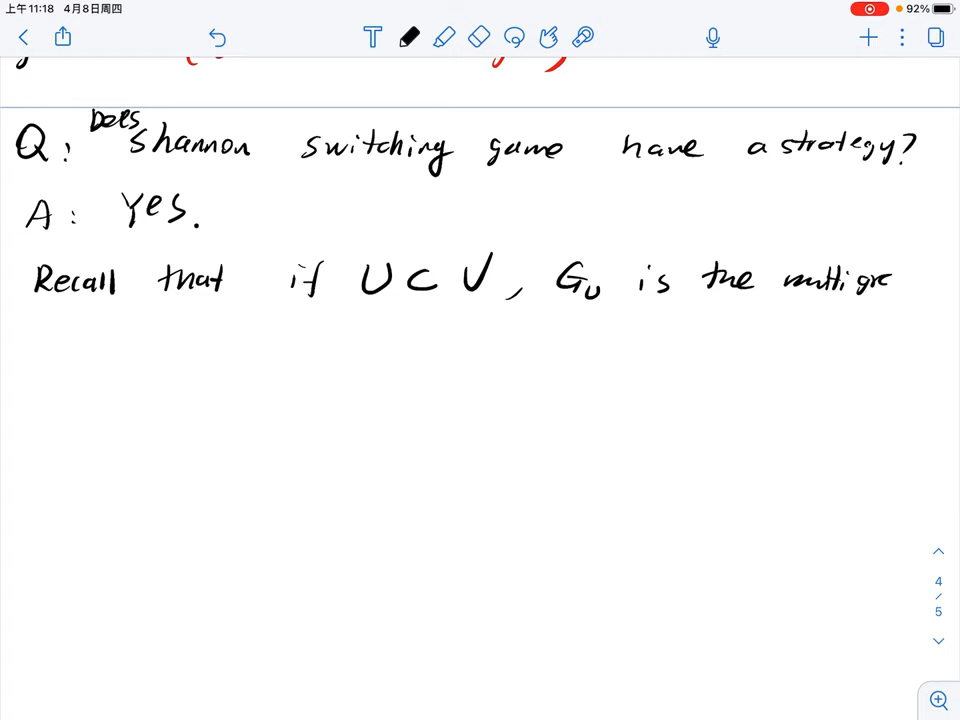 上午11:18 4月8日周四 92%
T
Q: Does Shannon switching game have a strategy?
A: Yes.
Recall that if U ⊂ V, G_U is the multigra
4
/
5